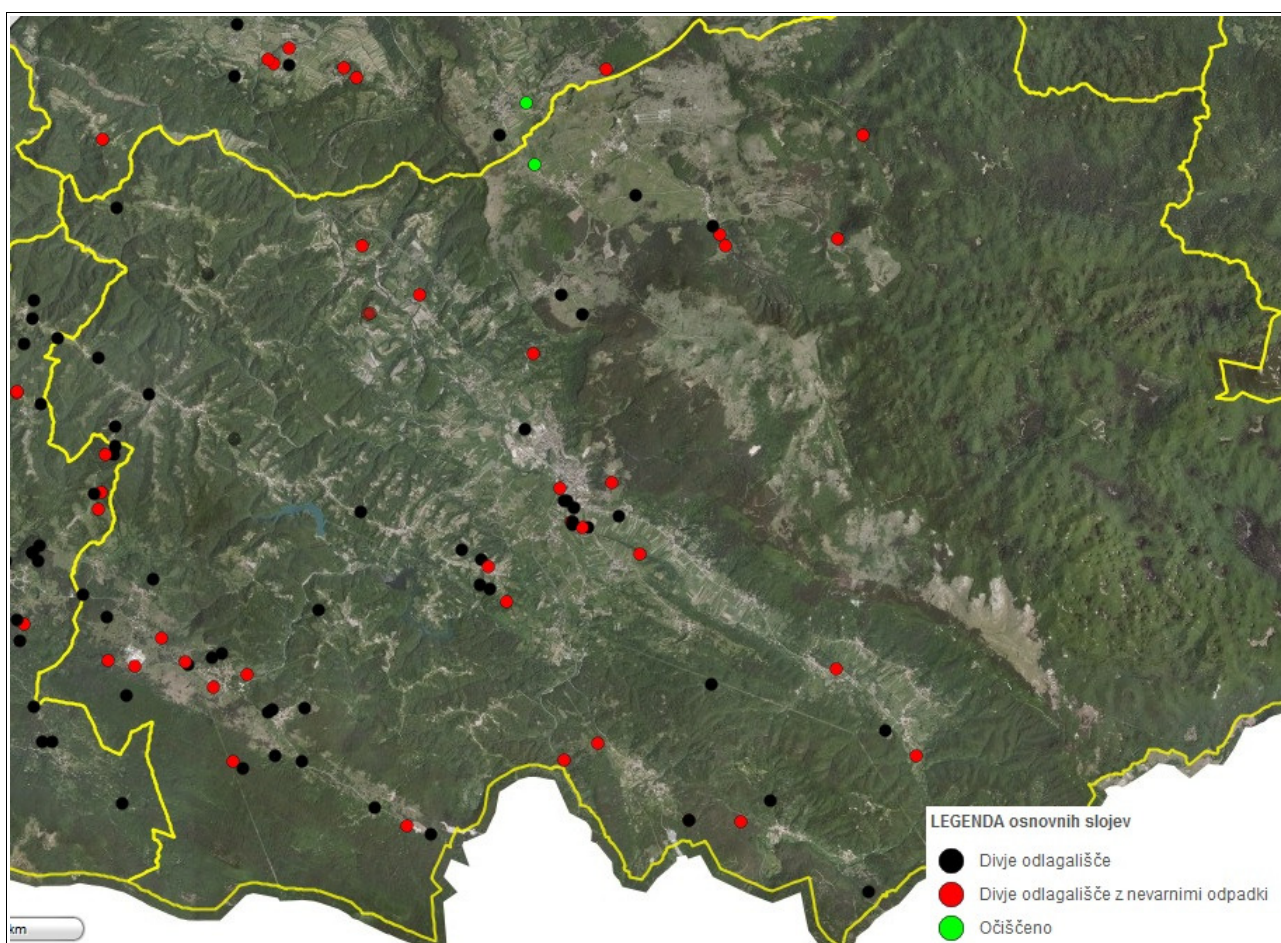 LEGENDA osnovnih slojev
Divje odlagališče
Divje odlagališče z nevarnimi odpadki
Očiščeno
km